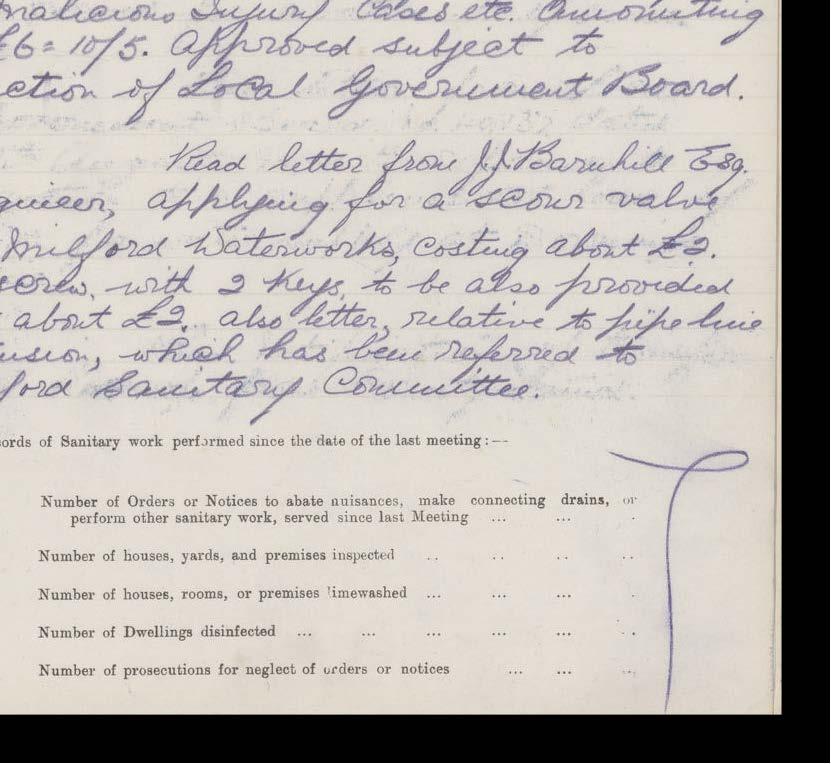 malicious Injury Cases etc. amounting
£6=10/5. Approved subject to
ction of Local Government Board.
Read letter from J.J. Barnhill Esq.
gineer, applying for a scour valve
Milford Waterworks, costing about £2.
screw, with 2 Keys, to be also provided
about £2. also letter, relative to pipe line
nsion, which has been referred to
ford Sanitary Committee.
ords of Sanitary work performed since the date of the last meeting:—
Number of Orders or Notices to abate nuisances, make connecting drains, or
perform other sanitary work, served since last Meeting ... ...
Number of houses, yards, and premises inspected .. .. .. ..
Number of houses, rooms, or premises limewashed ... ... ...
Number of Dwellings disinfected ... ... ... ... ... ..
Number of prosecutions for neglect of orders or notices ... ... ..